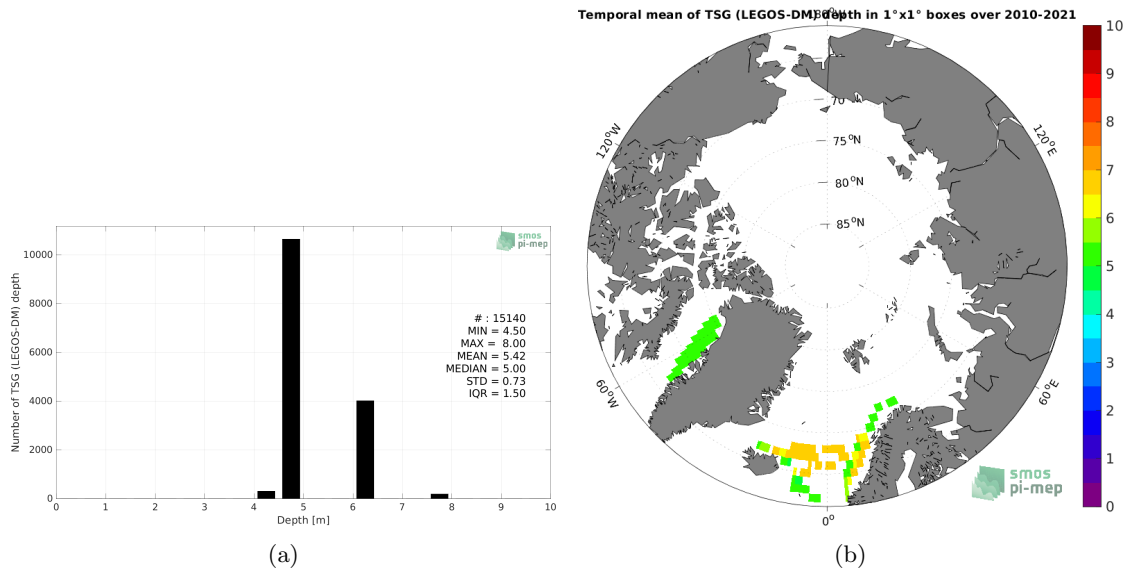 Temporal mean of TSG (LEGOS-DM) depth in 1°x1° boxes over 2010-2021
180°W
70°
75°N
80°N
85°N
120°W
120°E
60°W
60°E
0°
10
9
8
7
6
5
4
3
2
1
0
smos
pi-mep
Number of TSG (LEGOS-DM) depth
10000
8000
6000
4000
2000
0
smos
pi-mep
# : 15140
MIN = 4.50
MAX = 8.00
MEAN = 5.42
MEDIAN = 5.00
STD = 0.73
IQR = 1.50
0 1 2 3 4 5 6 7 8 9 10
Depth [m]
(a)
(b)